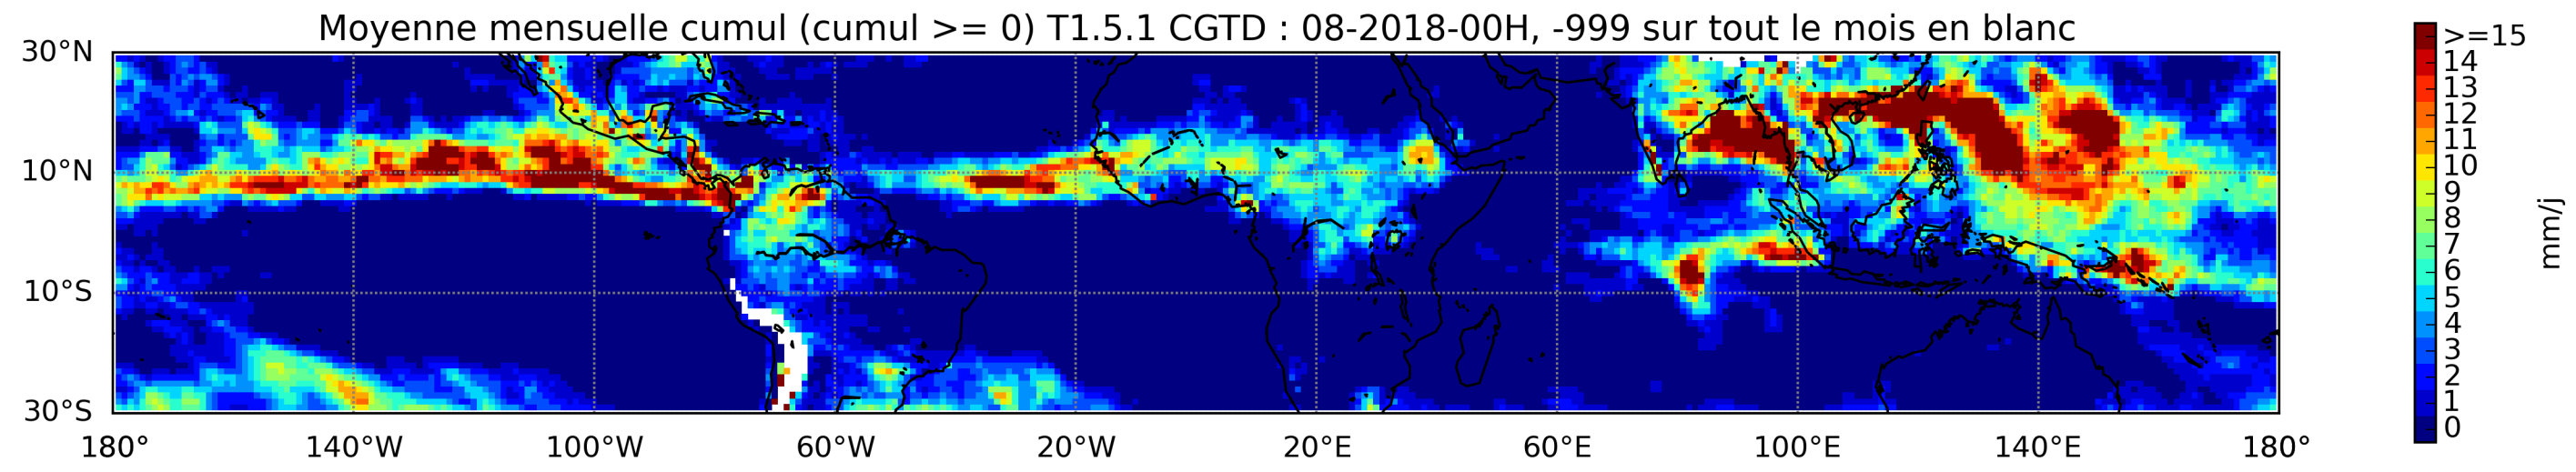 Moyenne mensuelle cumul (cumul >= 0) T1.5.1 CGTD : 08-2018-00H, -999 sur tout le mois en blanc
30°N
10°N
10°S
30°S
180°
140°W
100°W
60°W
20°W
20°E
60°E
100°E
140°E
180°
>=15
14
13
12
11
10
9
8
7
6
5
4
3
2
1
0
mm/j